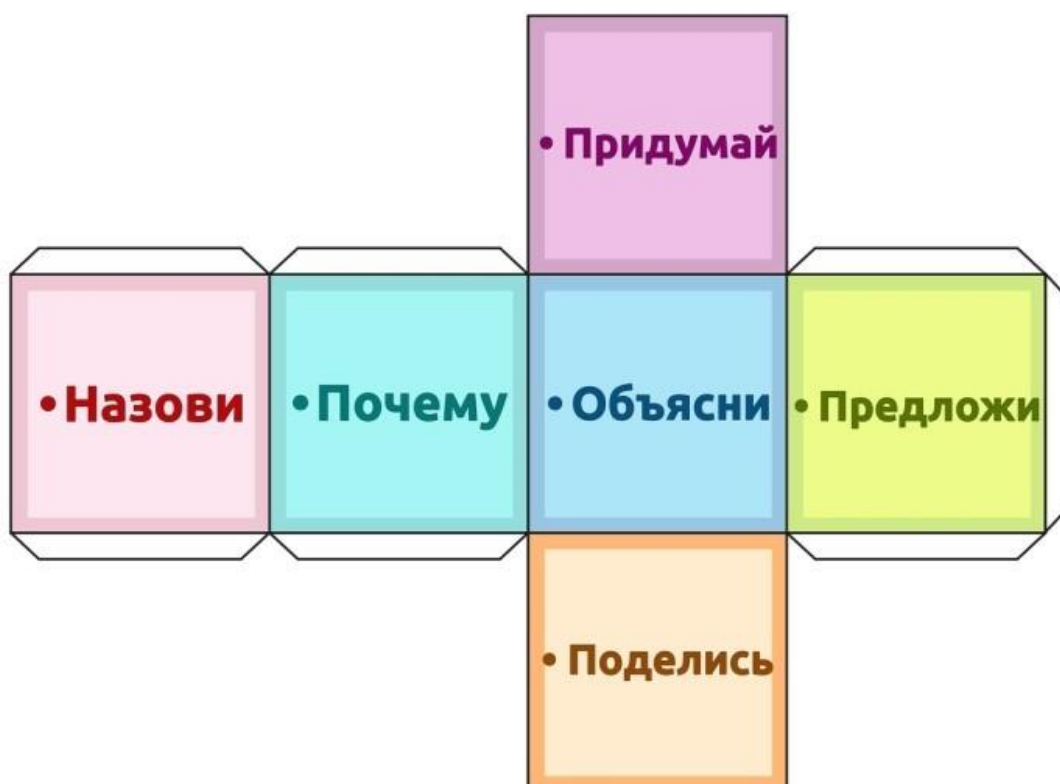 • Придумай
• Назови
• Почему
• Объясни
• Предложи
• Поделись